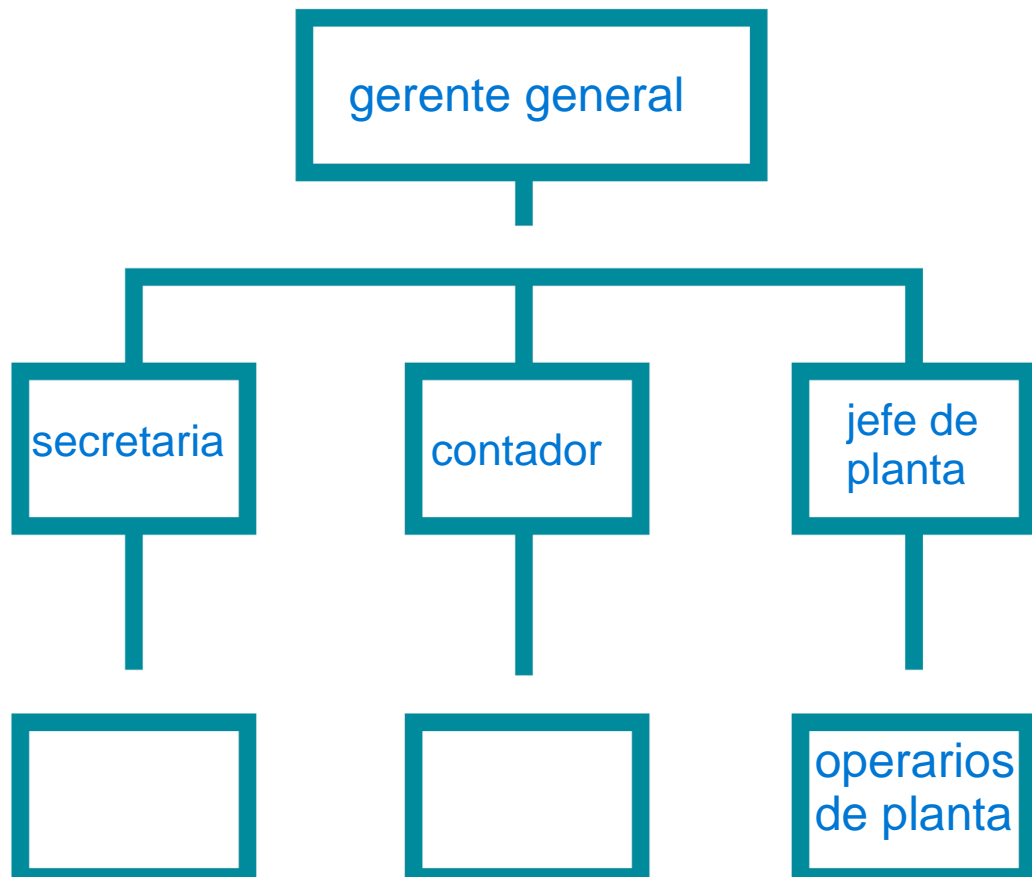 gerente general
secretaria
contador
jefe de
planta
operarios
de planta